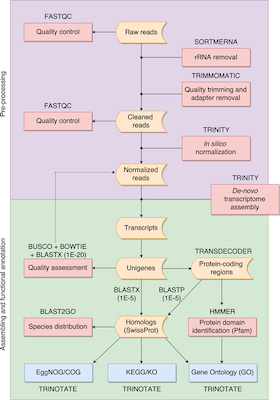 FASTQC
Quality control
Raw reads
SORTMERNA
rRNA removal
TRIMMOMATIC
Quality trimming and
adapter removal
FASTQC
Quality control
Cleaned
reads
TRINITY
In silico
normalization
Normalized
reads
TRINITY
De-novo
transcriptome
assembly
Pre-processing
Transcripts
BUSCO + BOWTIE
+ BLASTX (1E-20)
Quality assessment
Unigenes
TRANSDECODER
Protein-coding
regions
BLASTX
(1E-5)
BLASTP
(1E-5)
BLAST2GO
Species distribution
Homologs
(SwissProt)
HMMER
Protein domain
identification (Pfam)
EggNOG/COG
TRINOTATE
KEGG/KO
TRINOTATE
Gene Ontology (GO)
TRINOTATE
Assembling and functional annotation